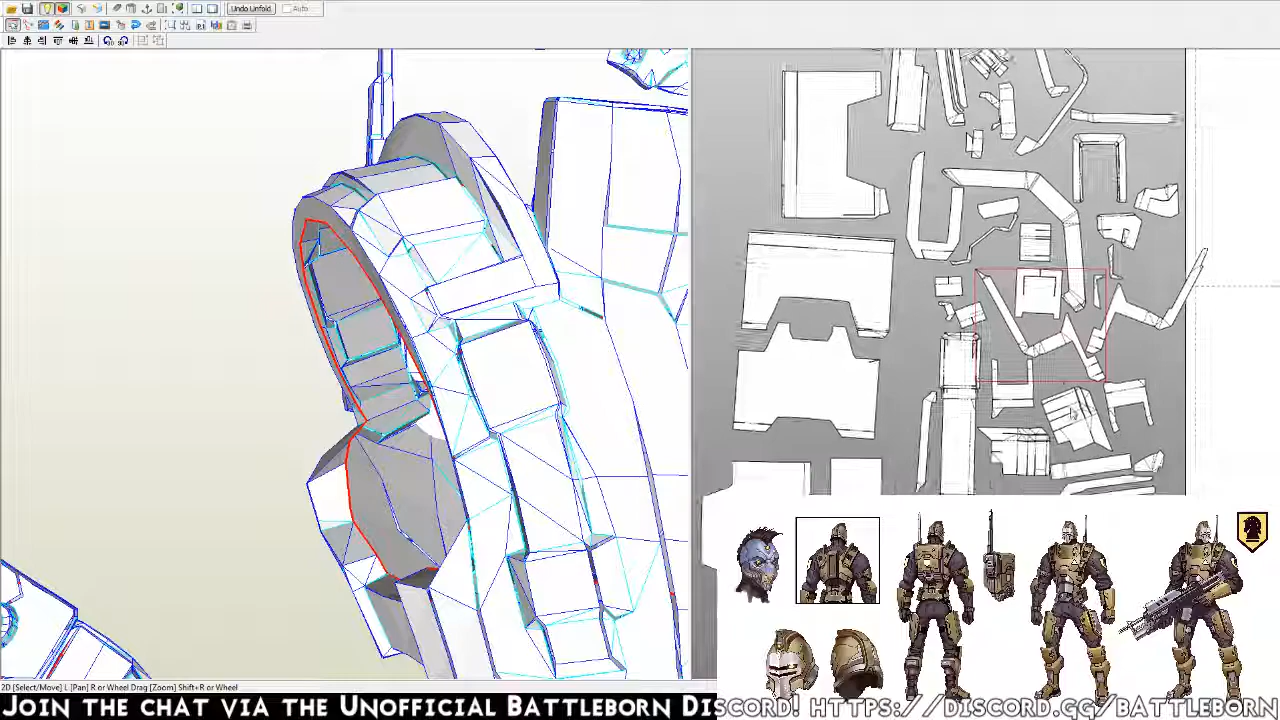 Undo Unfold
Auto
2D [Select/Move] L [Pan] R or Wheel Drag [Zoom] Shift+R or Wheel
Join the chat via the Unofficial Battleborn Discord! https://discord.gg/battleborn